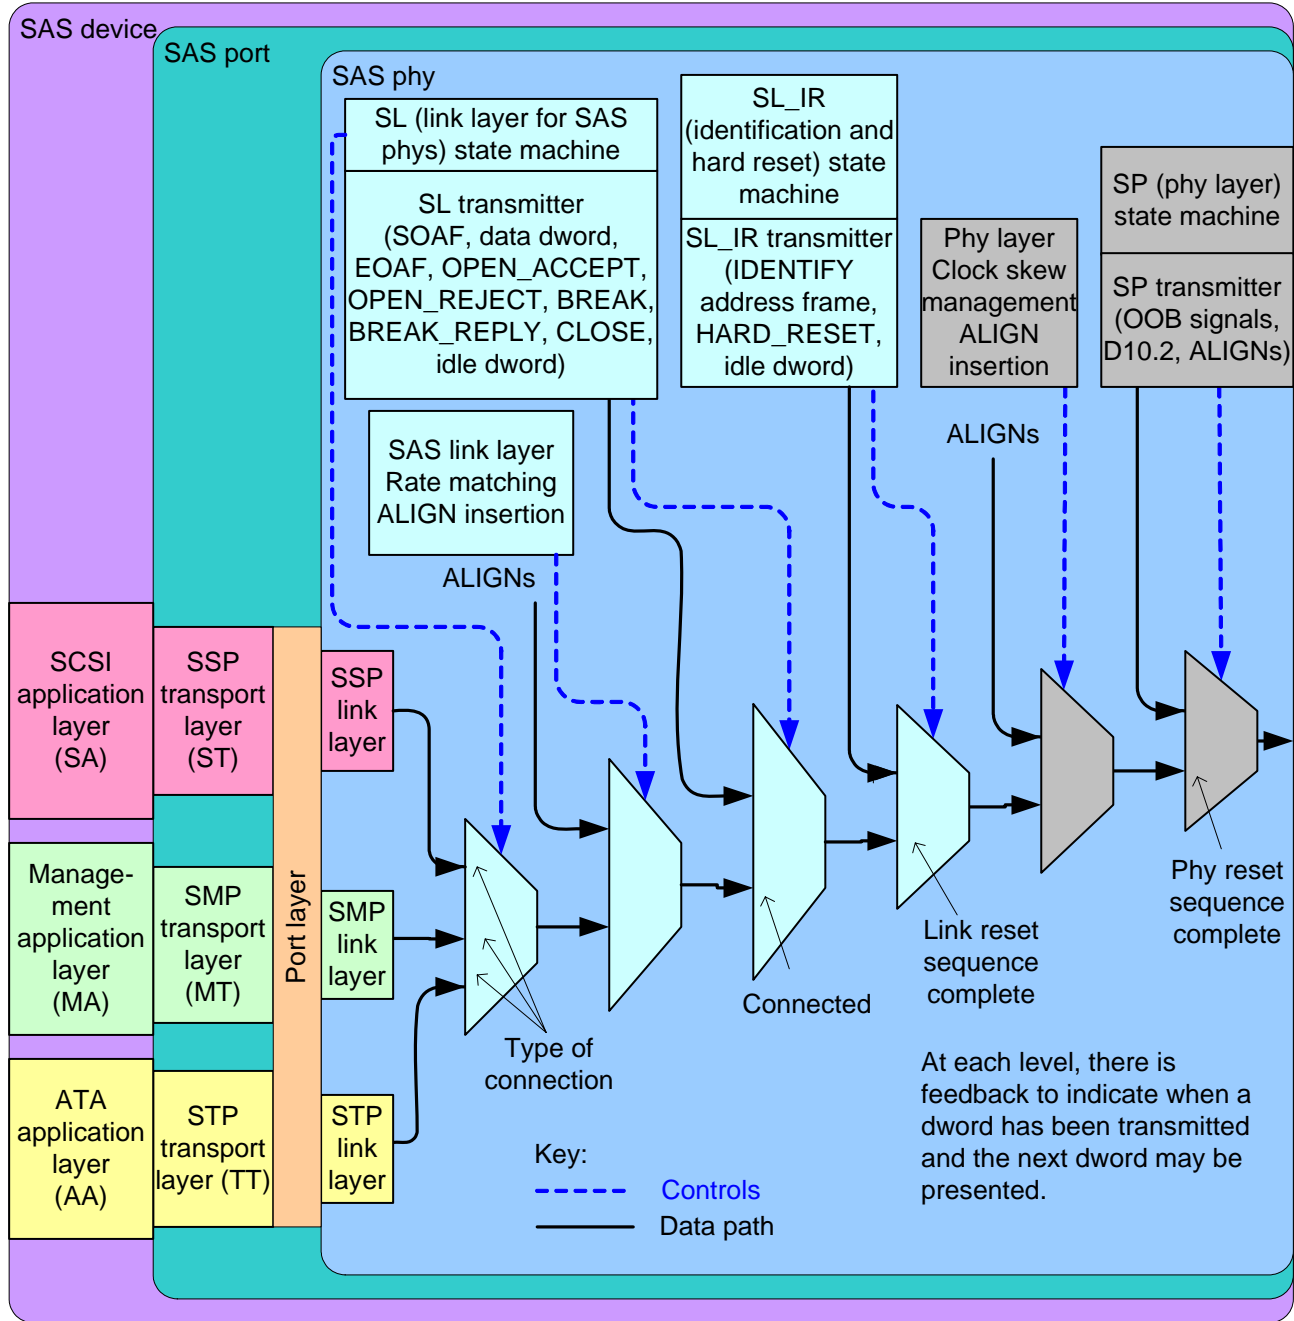 SAS device
SAS port
SAS phy
SL (link layer for SAS
phys) state machine
SL transmitter
(SOAF, data dword,
EOAF, OPEN_ACCEPT,
OPEN_REJECT, BREAK,
BREAK_REPLY, CLOSE,
idle dword)
SL_IR
(identification and
hard reset) state
machine
SL_IR transmitter
(IDENTIFY
address frame,
HARD_RESET,
idle dword)
Phy layer
Clock skew
management
ALIGN
insertion
SP (phy layer)
state machine
SP transmitter
(OOB signals,
D10.2, ALIGNs)
SAS link layer
Rate matching
ALIGN insertion
ALIGNs
ALIGNs
SCSI
application
layer
(SA)
SSP
transport
layer
(ST)
SSP
link
layer
Manage-
ment
application
layer
(MA)
SMP
transport
layer
(MT)
Port layer
SMP
link
layer
ATA
application
layer
(AA)
STP
transport
layer (TT)
STP
link
layer
Type of
connection
Connected
Link reset
sequence
complete
Phy reset
sequence
complete
At each level, there is
feedback to indicate when a
dword has been transmitted
and the next dword may be
presented.
Key:
Controls
Data path